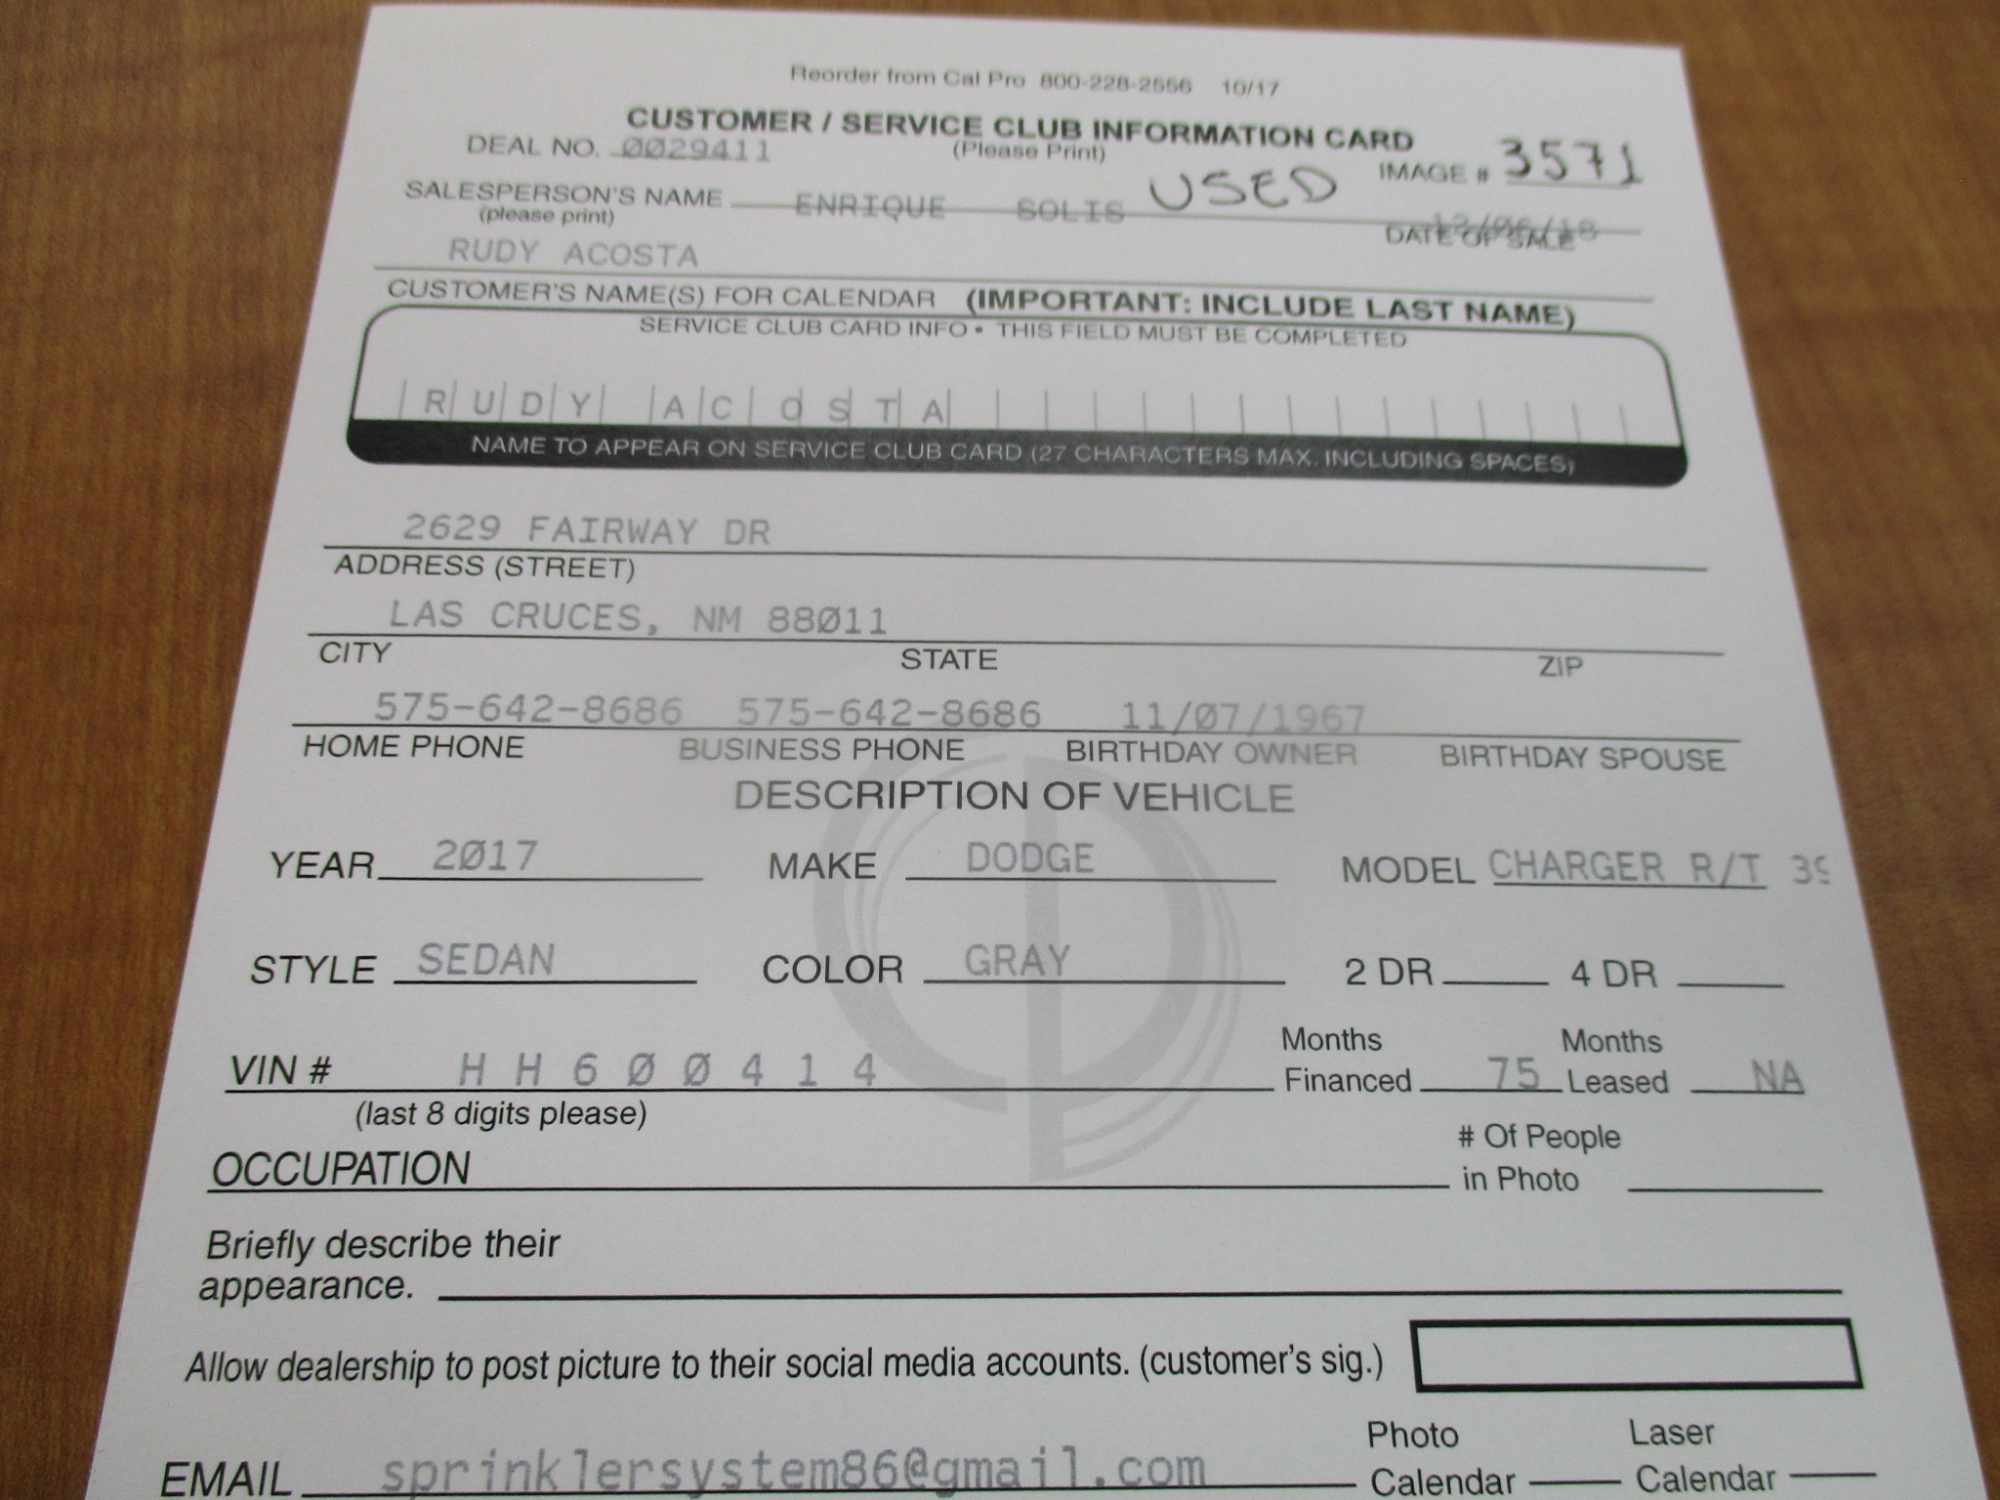 Reorder from Cal Pro 800-228-2556 10/17
CUSTOMER / SERVICE CLUB INFORMATION CARD
DEAL NO. 0029411 (Please Print) IMAGE # 3571
SALESPERSON'S NAME ENRIQUE SOLIS USED
(please print) DATE OF SALE
RUDY ACOSTA
CUSTOMER'S NAME(S) FOR CALENDAR (IMPORTANT: INCLUDE LAST NAME)
SERVICE CLUB CARD INFO • THIS FIELD MUST BE COMPLETED
RUDY ACOSTA
NAME TO APPEAR ON SERVICE CLUB CARD (27 CHARACTERS MAX. INCLUDING SPACES)
2629 FAIRWAY DR
ADDRESS (STREET)
LAS CRUCES, NM 88011
CITY STATE ZIP
575-642-8686 575-642-8686 11/07/1967
HOME PHONE BUSINESS PHONE BIRTHDAY OWNER BIRTHDAY SPOUSE
DESCRIPTION OF VEHICLE
YEAR 2017 MAKE DODGE MODEL CHARGER R/T
STYLE SEDAN COLOR GRAY 2 DR 4 DR
VIN # HH600414 Months Financed 75 Months Leased NA
(last 8 digits please)
OCCUPATION # Of People in Photo
Briefly describe their
appearance.
Allow dealership to post picture to their social media accounts. (customer's sig.)
EMAIL sprinklersystem86@gmail.com Photo Calendar Laser Calendar